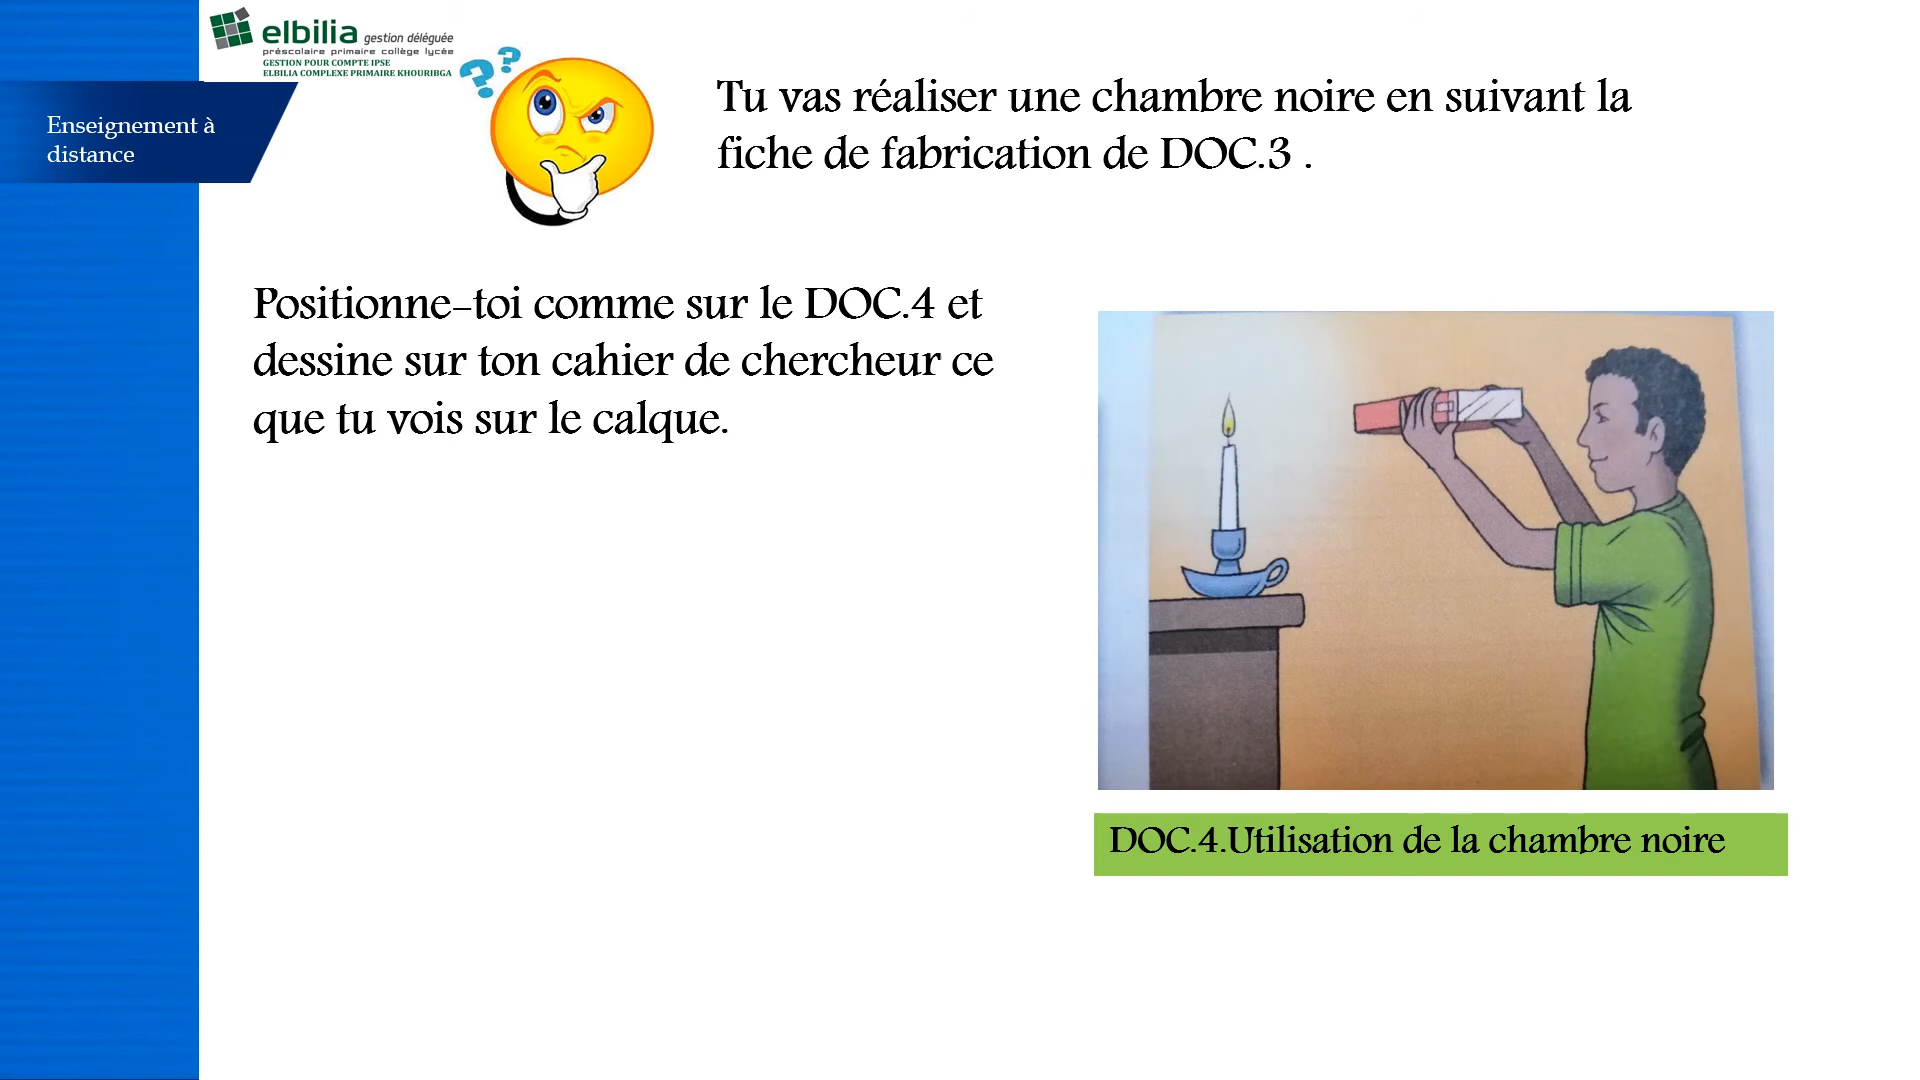 elbilia gestion déléguée
préscolaire primaire collège lycée
GESTION POUR COMPTE IPSE
ELBILIA COMPLEXE PRIMAIRE KHOURIBGA
Enseignement à
distance
Tu vas réaliser une chambre noire en suivant la
fiche de fabrication de DOC.3 .
Positionne-toi comme sur le DOC.4 et
dessine sur ton cahier de chercheur ce
que tu vois sur le calque.
DOC.4.Utilisation de la chambre noire